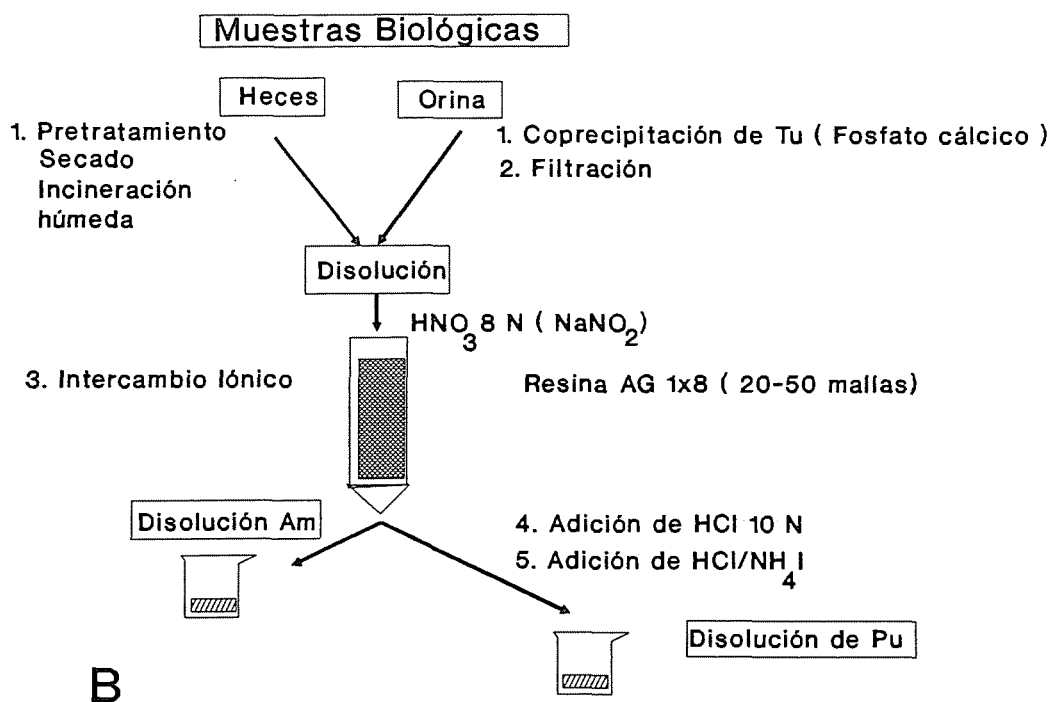 Muestras Biológicas
Heces
Orina
1. Pretratamiento
Secado
Incineración
húmeda
1. Coprecipitación de Tu ( Fosfato cálcico )
2. Filtración
Disolución
HNO3 8 N ( NaNO2)
3. Intercambio Iónico
Resina AG 1x8 ( 20-50 mallas)
Disolución Am
4. Adición de HCl 10 N
5. Adición de HCl/NH4I
Disolución de Pu
B